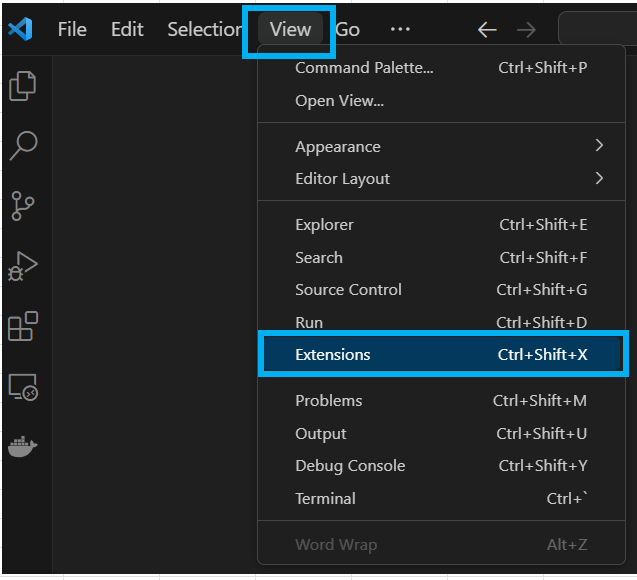 File Edit Selection View Go ...
Command Palette... Ctrl+Shift+P
Open View...
Appearance
Editor Layout
Explorer Ctrl+Shift+E
Search Ctrl+Shift+F
Source Control Ctrl+Shift+G
Run Ctrl+Shift+D
Extensions Ctrl+Shift+X
Problems Ctrl+Shift+M
Output Ctrl+Shift+U
Debug Console Ctrl+Shift+Y
Terminal Ctrl+`
Word Wrap Alt+Z